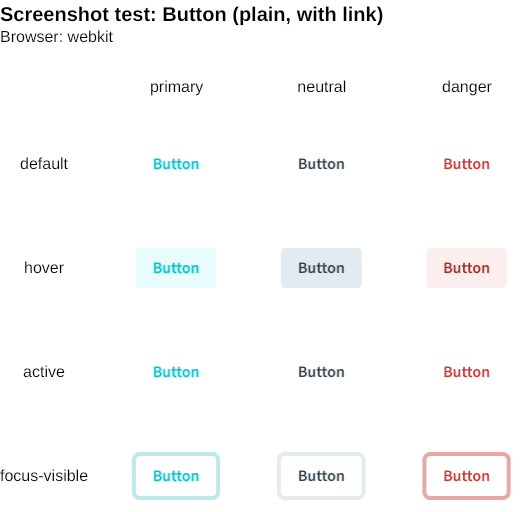 Screenshot test: Button (plain, with link)
Browser: webkit
primary neutral danger
default Button Button Button
hover Button Button Button
active Button Button Button
focus-visible Button Button Button